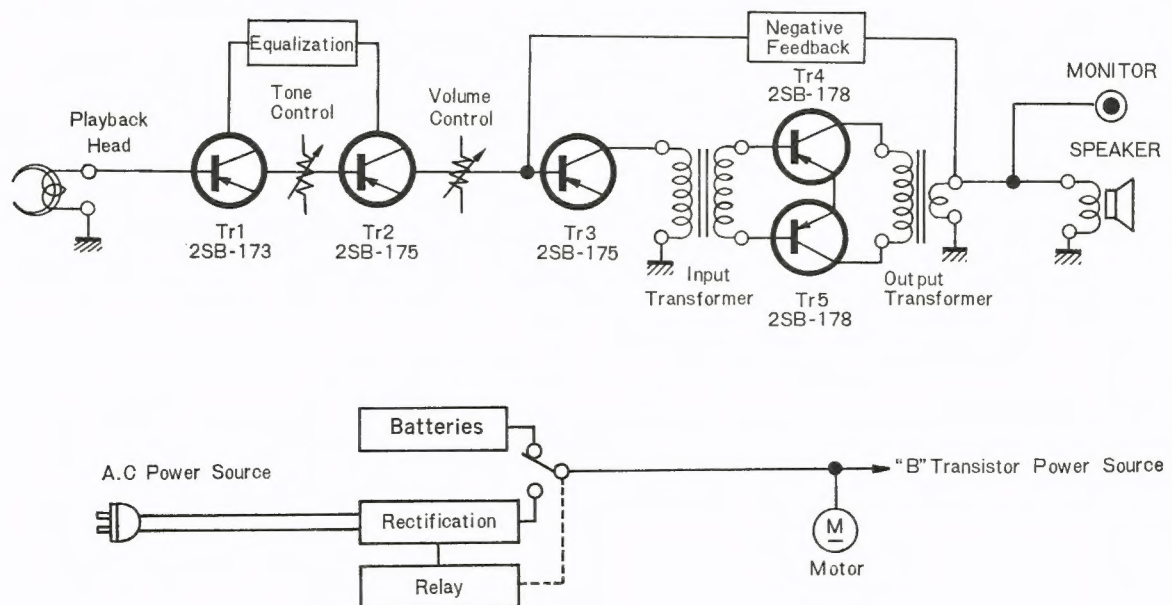 Equalization
Negative
Feedback
Tone
Control
Volume
Control
Tr4
2SB-178
MONITOR
Playback
Head
SPEAKER
Tr1
2SB-173
Tr2
2SB-175
Tr3
2SB-175
Input
Transformer
Tr5
2SB-178
Output
Transformer
Batteries
A.C Power Source
"B" Transistor Power Source
Rectification
M
Motor
Relay